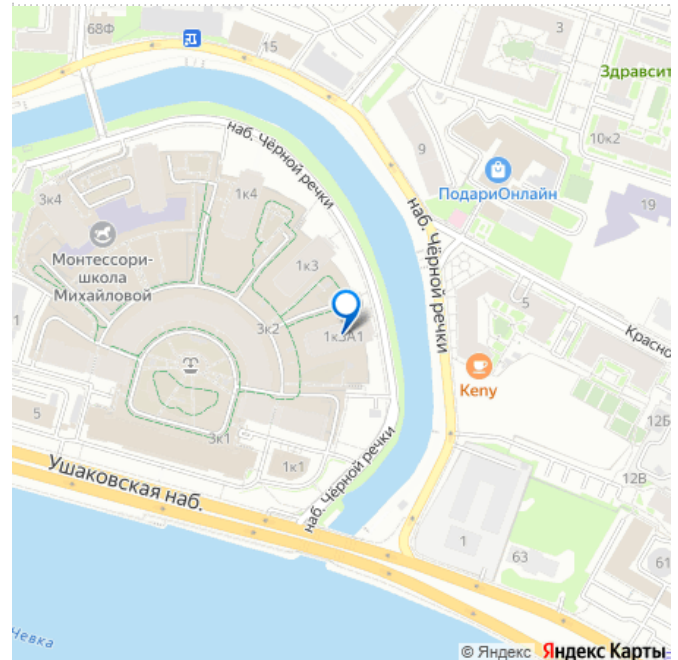 68Ф
15
3
Здравсит
10к2
9
ПодариОнлайн
19
наб. Чёрной речки
наб. Чёрной речки
1к4
3к4
Монтессори-
школа
Михайловой
1к3
5
3к2
1к3А1
Красно
1
Keny
5
3к1
1к1
наб. Чёрной речки
12Б
12В
Ушаковская наб.
1
63
61
Невка
© Яндекс Яндекс Карты